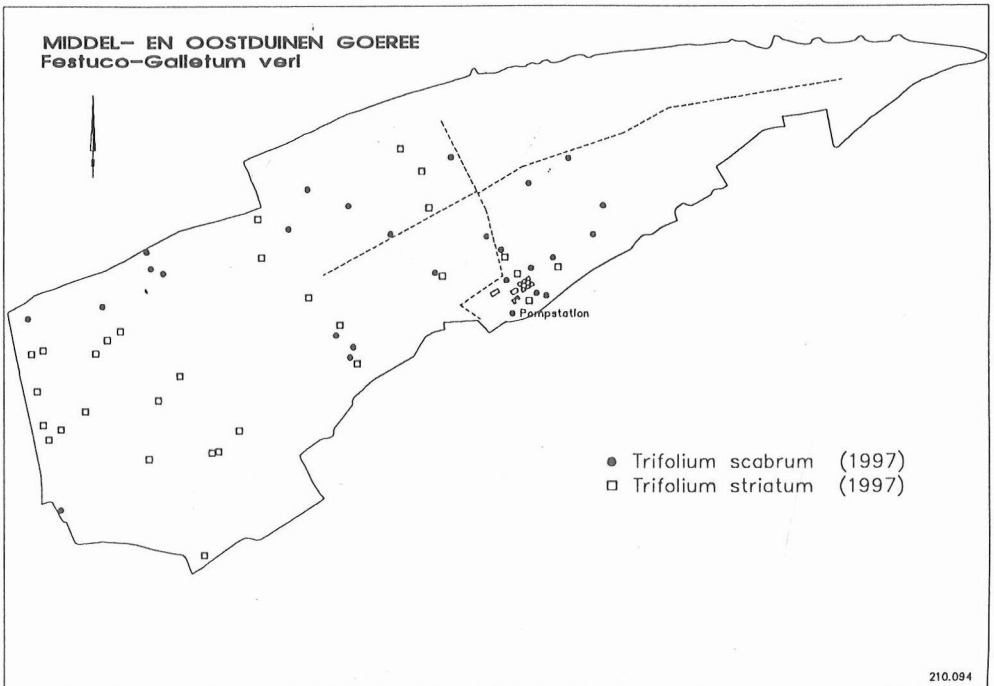 MIDDEL- EN OOSTDUINEN GOEREE
Festuco-Galietum veri
Pompstation
Trifolium scabrum (1997)
Trifolium striatum (1997)
210.094